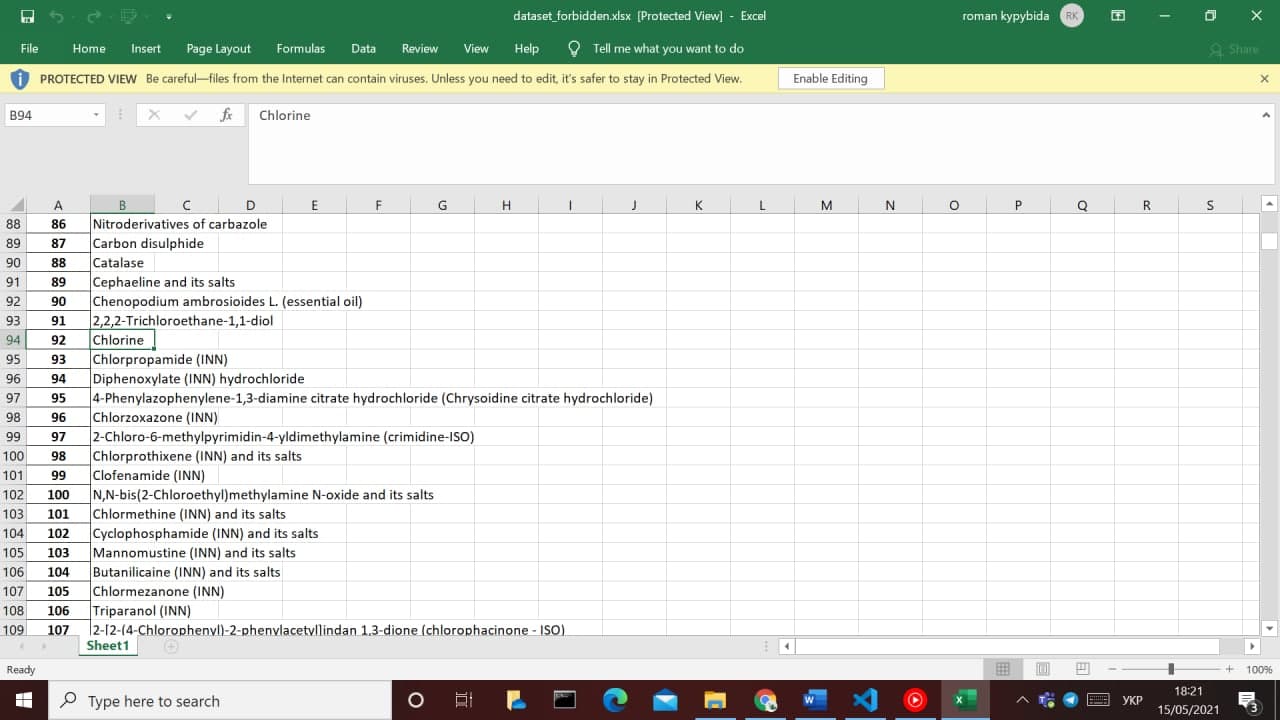 dataset_forbidden.xlsx [Protected View] - Excel
roman kypybida
RK
File Home Insert Page Layout Formulas Data Review View Help Tell me what you want to do Share
PROTECTED VIEW Be careful—files from the Internet can contain viruses. Unless you need to edit, it's safer to stay in Protected View. Enable Editing
B94 fx Chlorine
A B C D E F G H I J K L M N O P Q R S
88 86 Nitroderivatives of carbazole
89 87 Carbon disulphide
90 88 Catalase
91 89 Cephaeline and its salts
92 90 Chenopodium ambrosioides L. (essential oil)
93 91 2,2,2-Trichloroethane-1,1-diol
94 92 Chlorine
95 93 Chlorpropamide (INN)
96 94 Diphenoxylate (INN) hydrochloride
97 95 4-Phenylazophenylene-1,3-diamine citrate hydrochloride (Chrysoidine citrate hydrochloride)
98 96 Chlorzoxazone (INN)
99 97 2-Chloro-6-methylpyrimidin-4-yldimethylamine (crimidine-ISO)
100 98 Chlorprothixene (INN) and its salts
101 99 Clofenamide (INN)
102 100 N,N-bis(2-Chloroethyl)methylamine N-oxide and its salts
103 101 Chlormethine (INN) and its salts
104 102 Cyclophosphamide (INN) and its salts
105 103 Mannomustine (INN) and its salts
106 104 Butanilicaine (INN) and its salts
107 105 Chlormezanone (INN)
108 106 Triparanol (INN)
109 107 2-[2-(4-Chlorophenyl)-2-phenylacetyl]indan 1,3-dione (chlorophacinone - ISO)
Sheet1
Ready 100%
Type here to search
УКР
18:21
15/05/2021
3